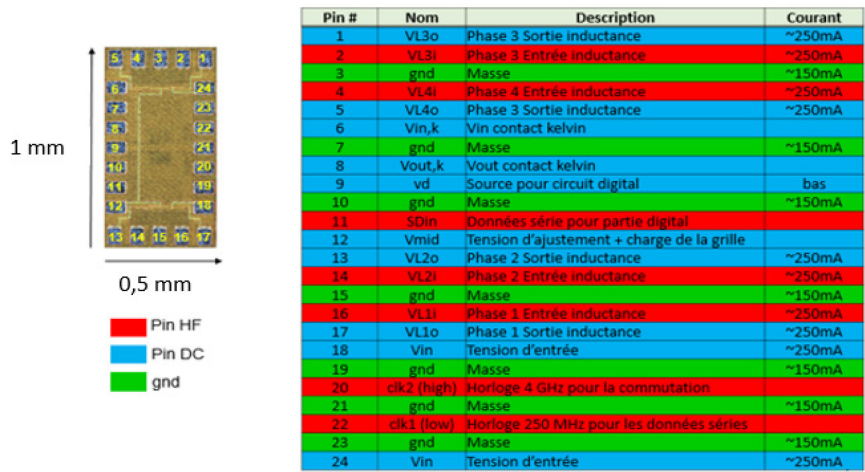 5 4 3 2 1
6 24
7 23
8 22
9 21
10 20
11 19
12 18
13 14 15 16 17
1 mm
0,5 mm
Pin HF
Pin DC
gnd
Pin # Nom Description Courant
1 VL3o Phase 3 Sortie inductance ~250mA
2 VL3i Phase 3 Entrée inductance ~250mA
3 gnd Masse ~150mA
4 VL4i Phase 4 Entrée inductance ~250mA
5 VL4o Phase 3 Sortie inductance ~250mA
6 Vin,k Vin contact kelvin
7 gnd Masse ~150mA
8 Vout,k Vout contact kelvin
9 vd Source pour circuit digital bas
10 gnd Masse ~150mA
11 SDin Données série pour partie digital
12 Vmid Tension d’ajustement + charge de la grille
13 VL2o Phase 2 Sortie inductance ~250mA
14 VL2i Phase 2 Entrée inductance ~250mA
15 gnd Masse ~150mA
16 VL1i Phase 1 Entrée inductance ~250mA
17 VL1o Phase 1 Sortie inductance ~250mA
18 Vin Tension d’entrée ~250mA
19 gnd Masse ~150mA
20 clk2 (high) Horloge 4 GHz pour la commutation
21 gnd Masse ~150mA
22 clk1 (low) Horloge 250 MHz pour les données séries
23 gnd Masse ~150mA
24 Vin Tension d’entrée ~250mA